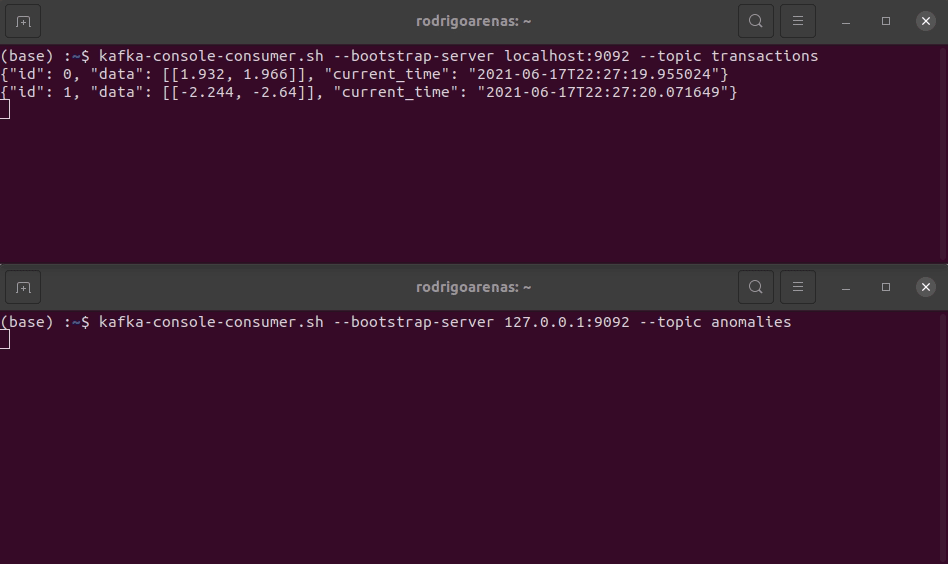 rodrigoarenas: ~
(base) :~$ kafka-console-consumer.sh --bootstrap-server localhost:9092 --topic transactions
{"id": 0, "data": [[1.932, 1.966]], "current_time": "2021-06-17T22:27:19.955024"}
{"id": 1, "data": [[-2.244, -2.64]], "current_time": "2021-06-17T22:27:20.071649"}
rodrigoarenas: ~
(base) :~$ kafka-console-consumer.sh --bootstrap-server 127.0.0.1:9092 --topic anomalies